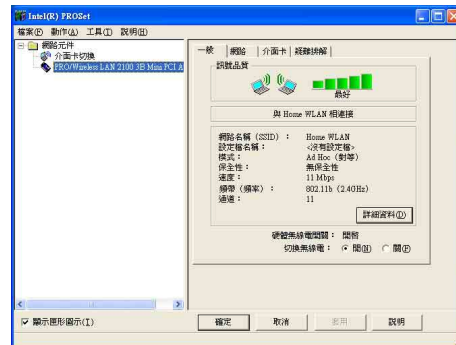 Intel(R) PROSet
檔案(F) 動作(A) 工具(T) 說明(H)
網路元件
介面卡切換
PRO/Wireless LAN 2100 3B Mini PCI A
一般 網路 介面卡 疑難排解
訊號品質
最好
與 Home WLAN 相連接
網路名稱 (SSID) : Home WLAN
設定檔名稱 : <沒有設定檔>
模式 : Ad Hoc (對等)
保全性 : 無保全性
速度 : 11 Mbps
頻帶 (頻率) : 802.11b (2.4GHz)
通道 : 11
詳細資料(D)
硬體無線電開關 : 開啟
切換無線電 : 開(N) 關(F)
顯示匣形圖示(I)
確定 取消 套用 說明